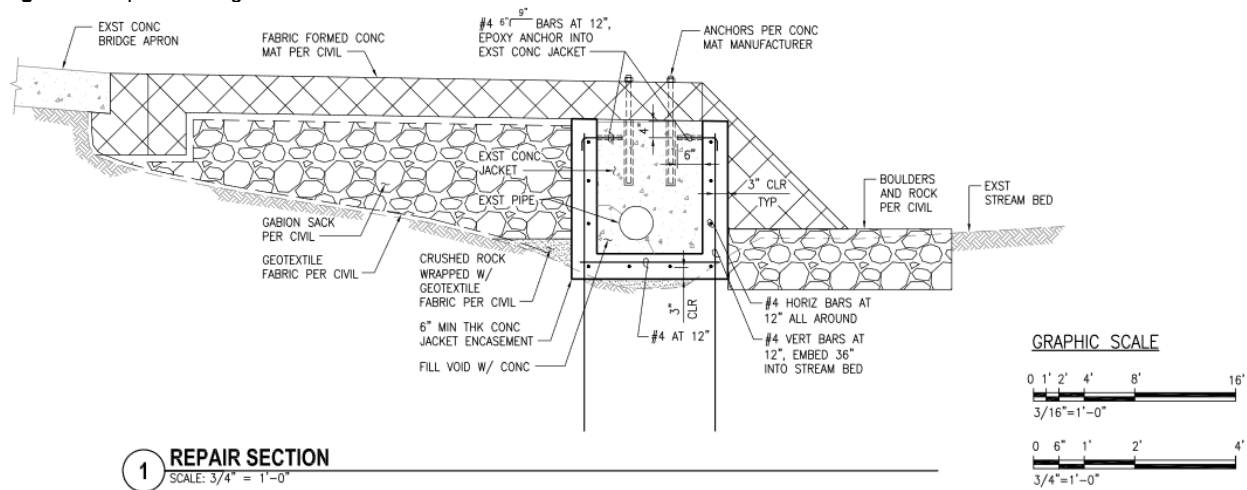 EXST CONC
BRIDGE APRON
FABRIC FORMED CONC
MAT PER CIVIL
9"
#4 6" BARS AT 12",
EPOXY ANCHOR INTO
EXST CONC JACKET
ANCHORS PER CONC
MAT MANUFACTURER
4"
6"
EXST CONC
JACKET
EXST PIPE
3" CLR
TYP
BOULDERS
AND ROCK
PER CIVIL
EXST
STREAM BED
GABION SACK
PER CIVIL
GEOTEXTILE
FABRIC PER CIVIL
CRUSHED ROCK
WRAPPED W/
GEOTEXTILE
FABRIC PER CIVIL
6" MIN THK CONC
JACKET ENCASEMENT
FILL VOID W/ CONC
3"
CLR
#4 AT 12"
#4 HORIZ BARS AT
12" ALL AROUND
#4 VERT BARS AT
12", EMBED 36"
INTO STREAM BED
GRAPHIC SCALE
0 1' 2' 4' 8' 16'
3/16"=1'-0"
0 6" 1' 2' 4'
3/4"=1'-0"
1 REPAIR SECTION
SCALE: 3/4" = 1'-0"